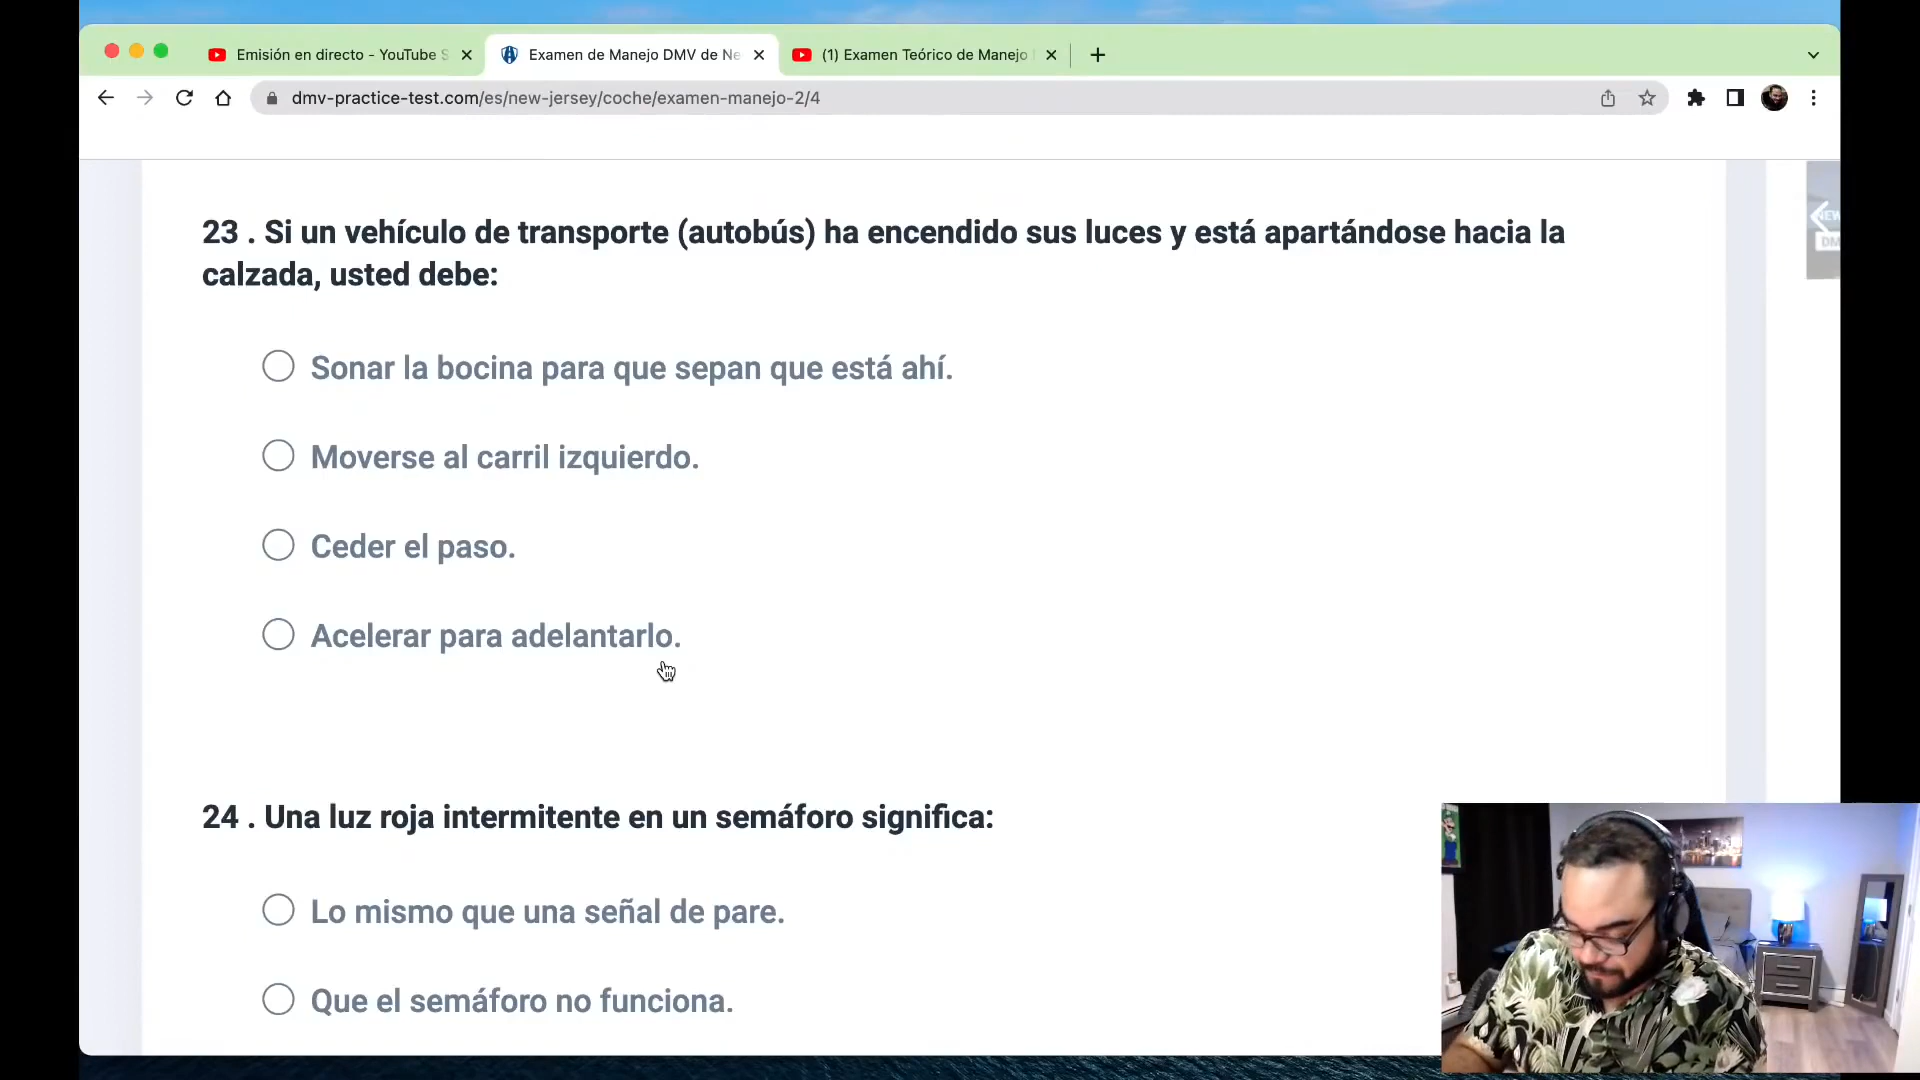 Emisión en directo - YouTube S
Examen de Manejo DMV de Ne
(1) Examen Teórico de Manejo
dmv-practice-test.com/es/new-jersey/coche/examen-manejo-2/4
23 . Si un vehículo de transporte (autobús) ha encendido sus luces y está apartándose hacia la
calzada, usted debe:
Sonar la bocina para que sepan que está ahí.
Moverse al carril izquierdo.
Ceder el paso.
Acelerar para adelantarlo.
24 . Una luz roja intermitente en un semáforo significa:
Lo mismo que una señal de pare.
Que el semáforo no funciona.
NEW
DM